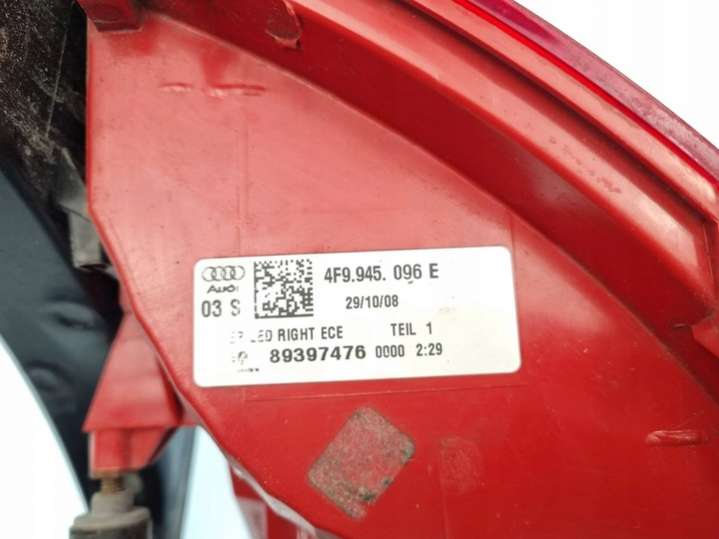 Audi
4F9.945. 096 E
03 S
29/10/08
LED RIGHT ECE TEIL 1
89397476 0000 2:29